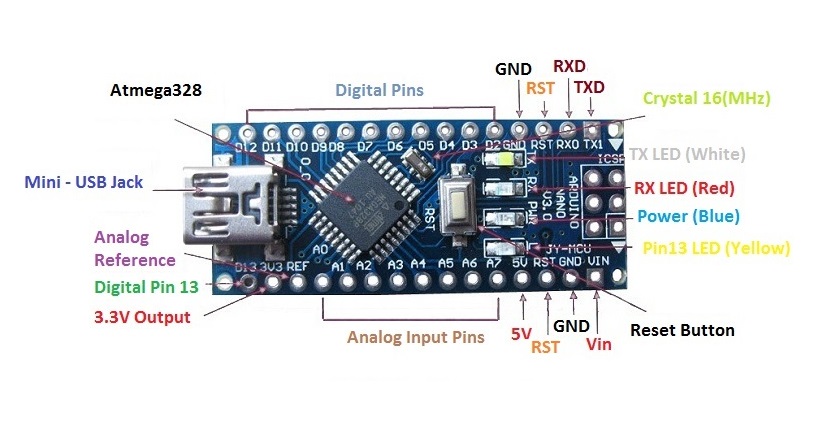 GND
RXD
RST
TXD
Atmega328
Digital Pins
Crystal 16(MHz)
D12 D11 D10 D9 D8 D7 D6 D5 D4 D3 D2 GND RST RX0 TX1
TX LED (White)
ICSP
Mini - USB Jack
RX LED (Red)
ARDUINO
NANO
V3.0
RX
PWR
RST
Power (Blue)
Analog
Reference
Pin13 LED (Yellow)
JY-MCU
D13 3V3 REF A0 A1 A2 A3 A4 A5 A6 A7 5V RST GND VIN
Digital Pin 13
3.3V Output
Analog Input Pins
5V
RST
GND
Vin
Reset Button